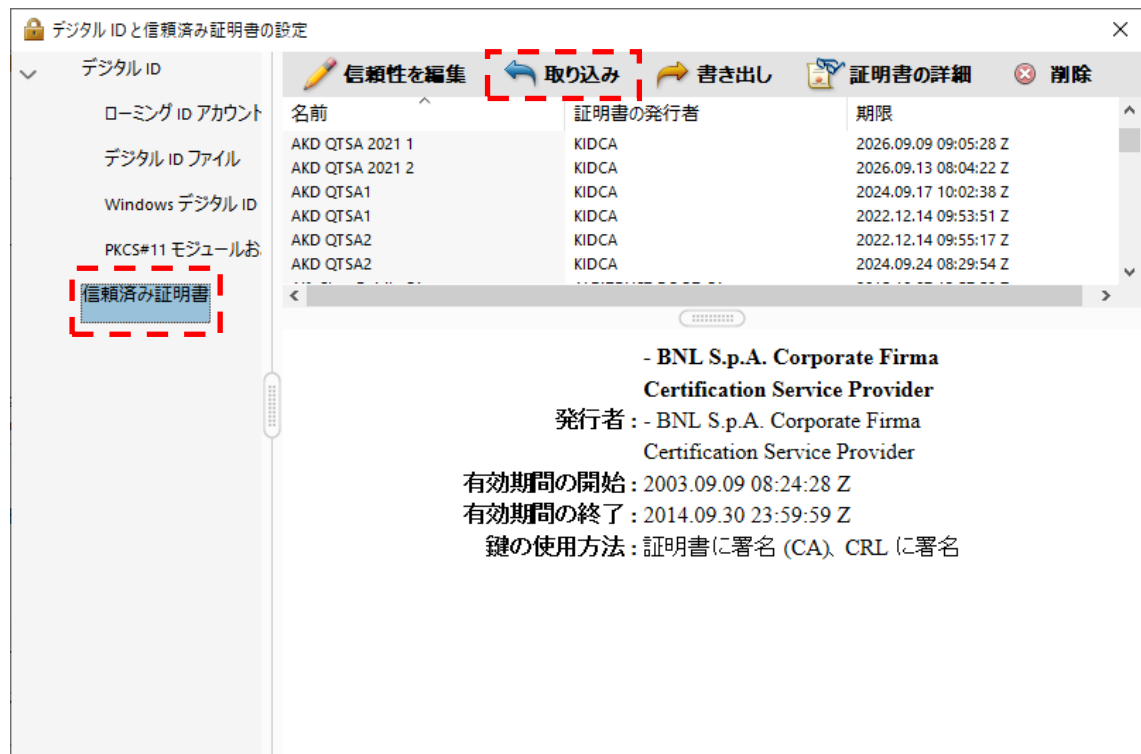 デジタル ID と信頼済み証明書の設定
デジタル ID
ローミング ID アカウント
デジタル ID ファイル
Windows デジタル ID
PKCS#11 モジュールお
信頼済み証明書
信頼性を編集 取り込み 書き出し 証明書の詳細 削除
名前 証明書の発行者 期限
AKD QTSA 2021 1 KIDCA 2026.09.09 09:05:28 Z
AKD QTSA 2021 2 KIDCA 2026.09.13 08:04:22 Z
AKD QTSA1 KIDCA 2024.09.17 10:02:38 Z
AKD QTSA1 KIDCA 2022.12.14 09:53:51 Z
AKD QTSA2 KIDCA 2022.12.14 09:55:17 Z
AKD QTSA2 KIDCA 2024.09.24 08:29:54 Z
- BNL S.p.A. Corporate Firma
Certification Service Provider
発行者 : - BNL S.p.A. Corporate Firma
Certification Service Provider
有効期間の開始 : 2003.09.09 08:24:28 Z
有効期間の終了 : 2014.09.30 23:59:59 Z
鍵の使用方法 : 証明書に署名 (CA)、CRL に署名